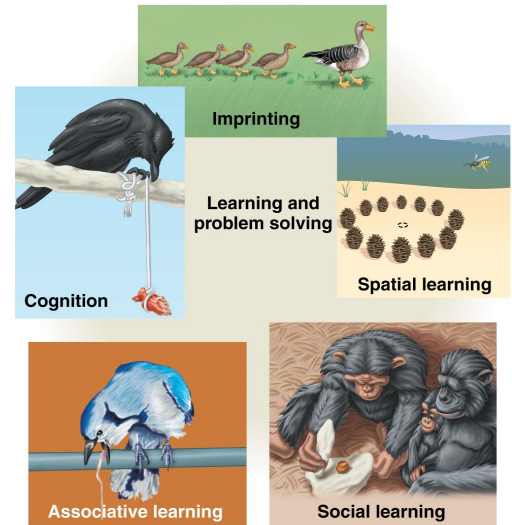 Imprinting
Learning and
problem solving
Cognition
Spatial learning
Associative learning
Social learning